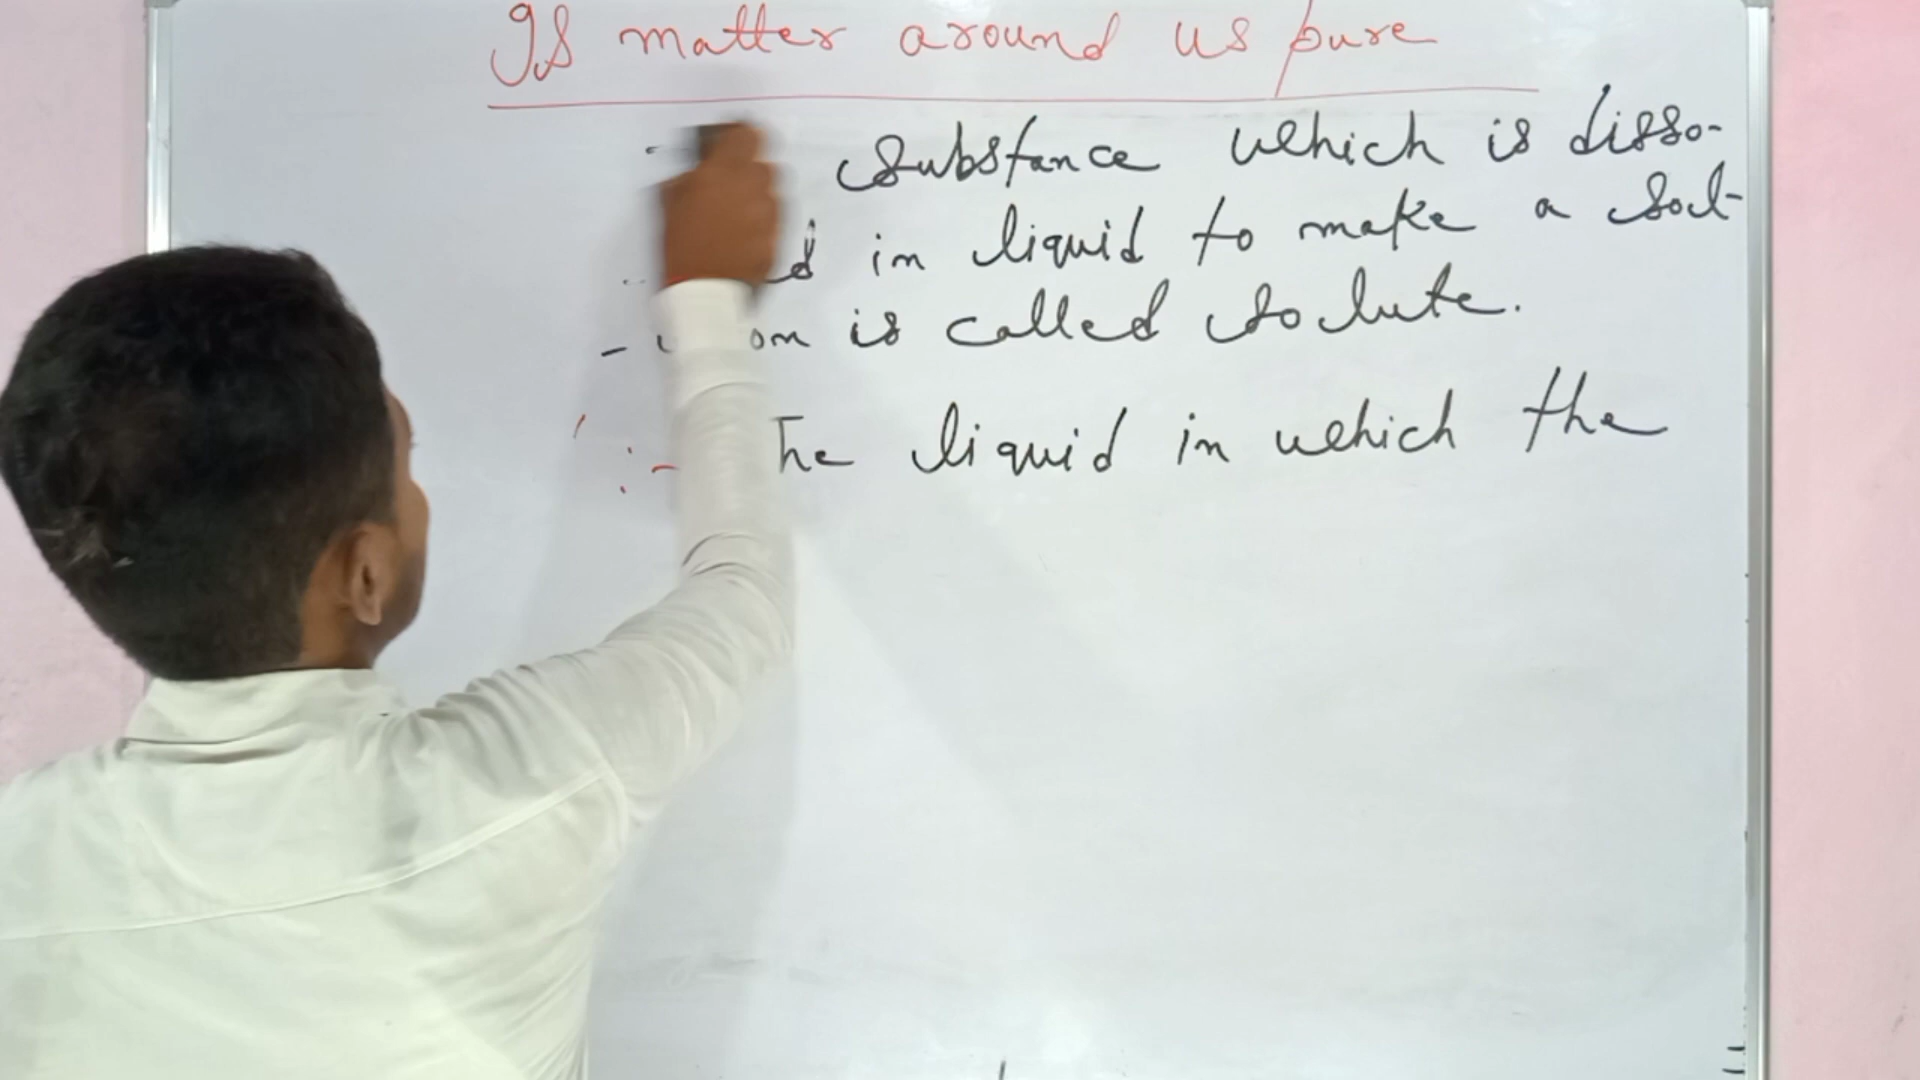 Is matter around us pure
substance which is disso-
d in liquid to make a sol-
- on is called solute.
:- The liquid in which the